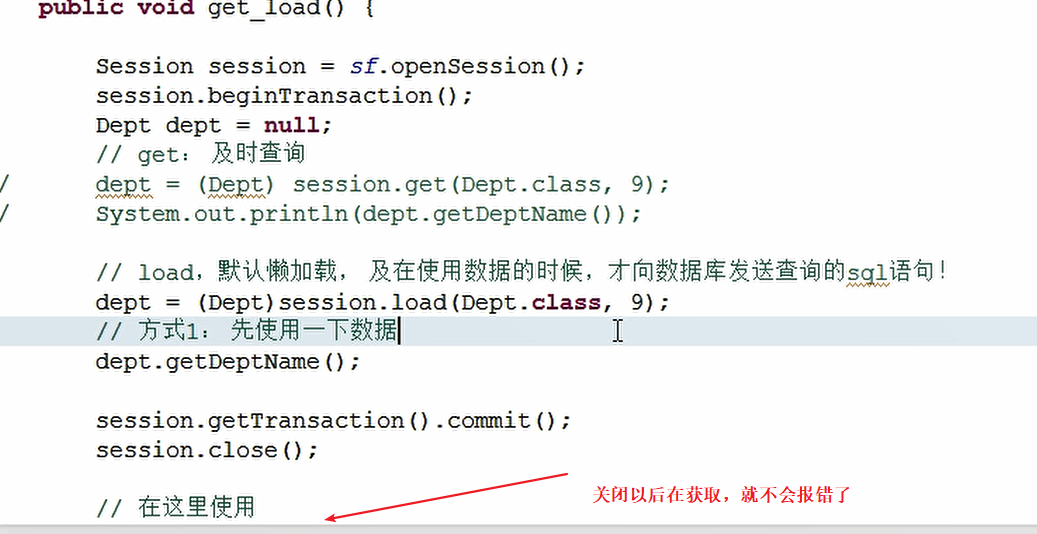 public void get_load() {
Session session = sf.openSession();
session.beginTransaction();
Dept dept = null;
// get： 及时查询
/ dept = (Dept) session.get(Dept.class, 9);
/ System.out.println(dept.getDeptName());
// load，默认懒加载， 及在使用数据的时候，才向数据库发送查询的sql语句！
dept = (Dept)session.load(Dept.class, 9);
// 方式1： 先使用一下数据
dept.getDeptName();
session.getTransaction().commit();
session.close();
关闭以后在获取，就不会报错了
// 在这里使用